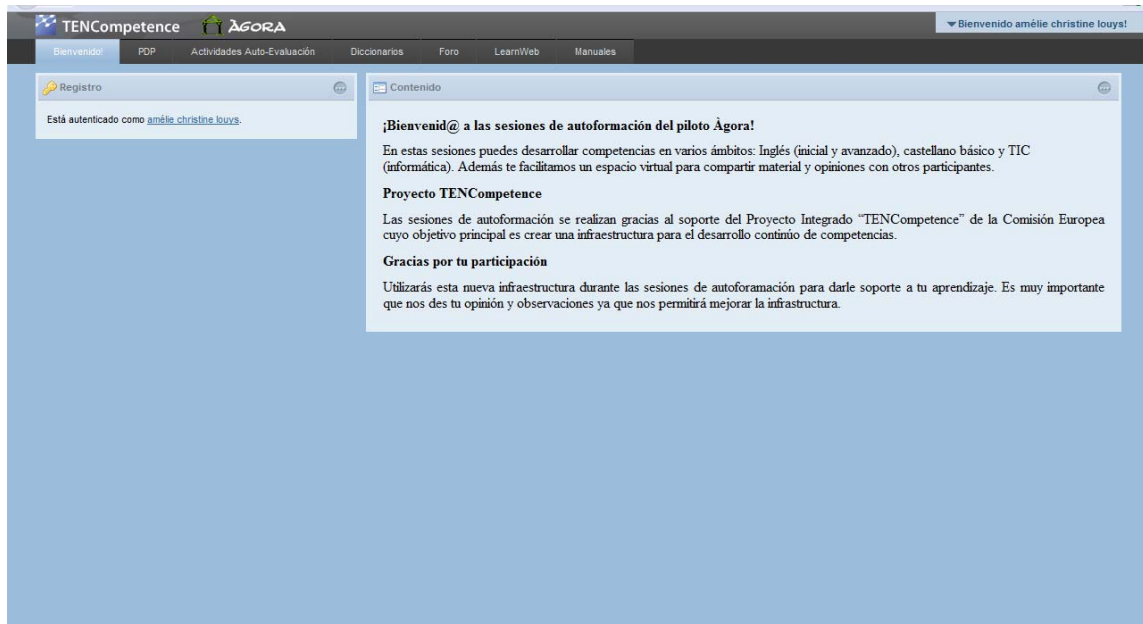 TENCompetence ÀGORA
Bienvenido amélie christine louys!
Bienvenido! PDP Actividades Auto-Evaluación Diccionarios Foro LearnWeb Manuales
Registro
Está autenticado como amélie christine louys.
Contenido
¡Bienvenid@ a las sesiones de autoformación del piloto Àgora!
En estas sesiones puedes desarrollar competencias en varios ámbitos: Inglés (inicial y avanzado), castellano básico y TIC
(informática). Además te facilitamos un espacio virtual para compartir material y opiniones con otros participantes.
Proyecto TENCompetence
Las sesiones de autoformación se realizan gracias al soporte del Proyecto Integrado “TENCompetence” de la Comisión Europea
cuyo objetivo principal es crear una infraestructura para el desarrollo continúo de competencias.
Gracias por tu participación
Utilizarás esta nueva infraestructura durante las sesiones de autoforamación para darle soporte a tu aprendizaje. Es muy importante
que nos des tu opinión y observaciones ya que nos permitirá mejorar la infrastructura.